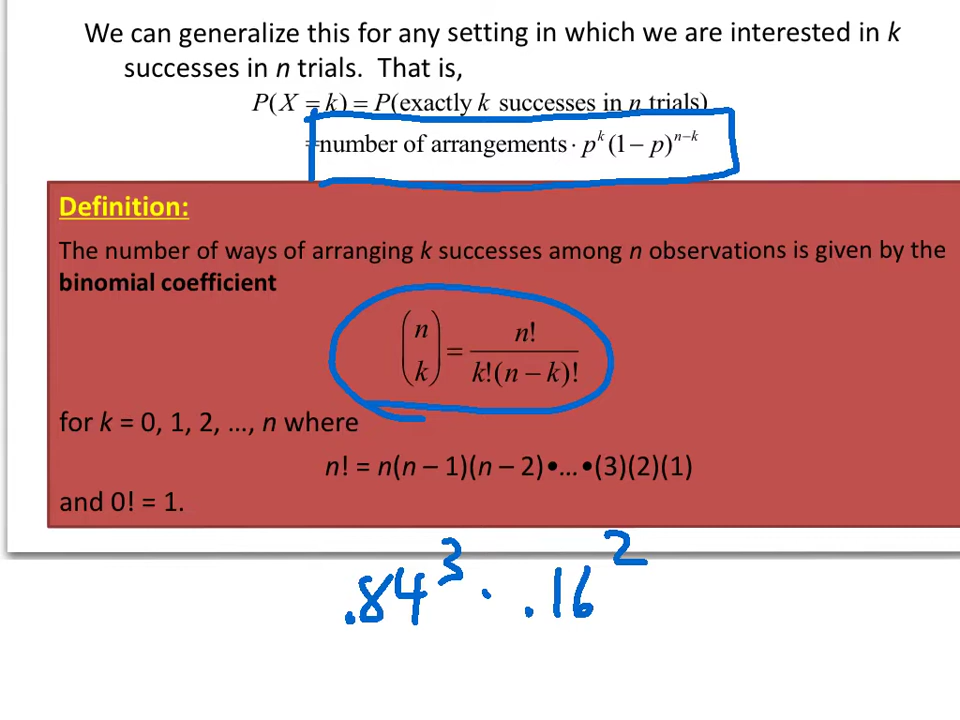 We can generalize this for any setting in which we are interested in k
successes in n trials. That is,
P(X = k) = P(exactly k successes in n trials)
=number of arrangements · p^k (1 − p)^{n−k}
Definition:
The number of ways of arranging k successes among n observations is given by the
binomial coefficient
\binom{n}{k} = \frac{n!}{k!(n − k)!}
for k = 0, 1, 2, …, n where
n! = n(n – 1)(n – 2)•…•(3)(2)(1)
and 0! = 1.
.84^3 · .16^2